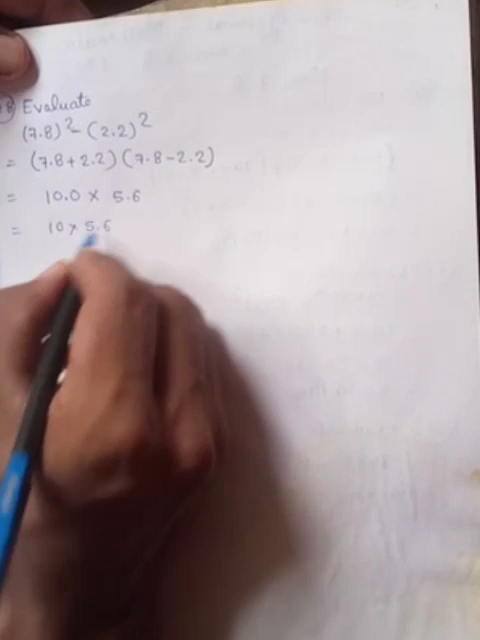 8 Evaluate
(7.8)² - (2.2)²
= (7.8+2.2) (7.8-2.2)
= 10.0 × 5.6
= 10 × 5.6